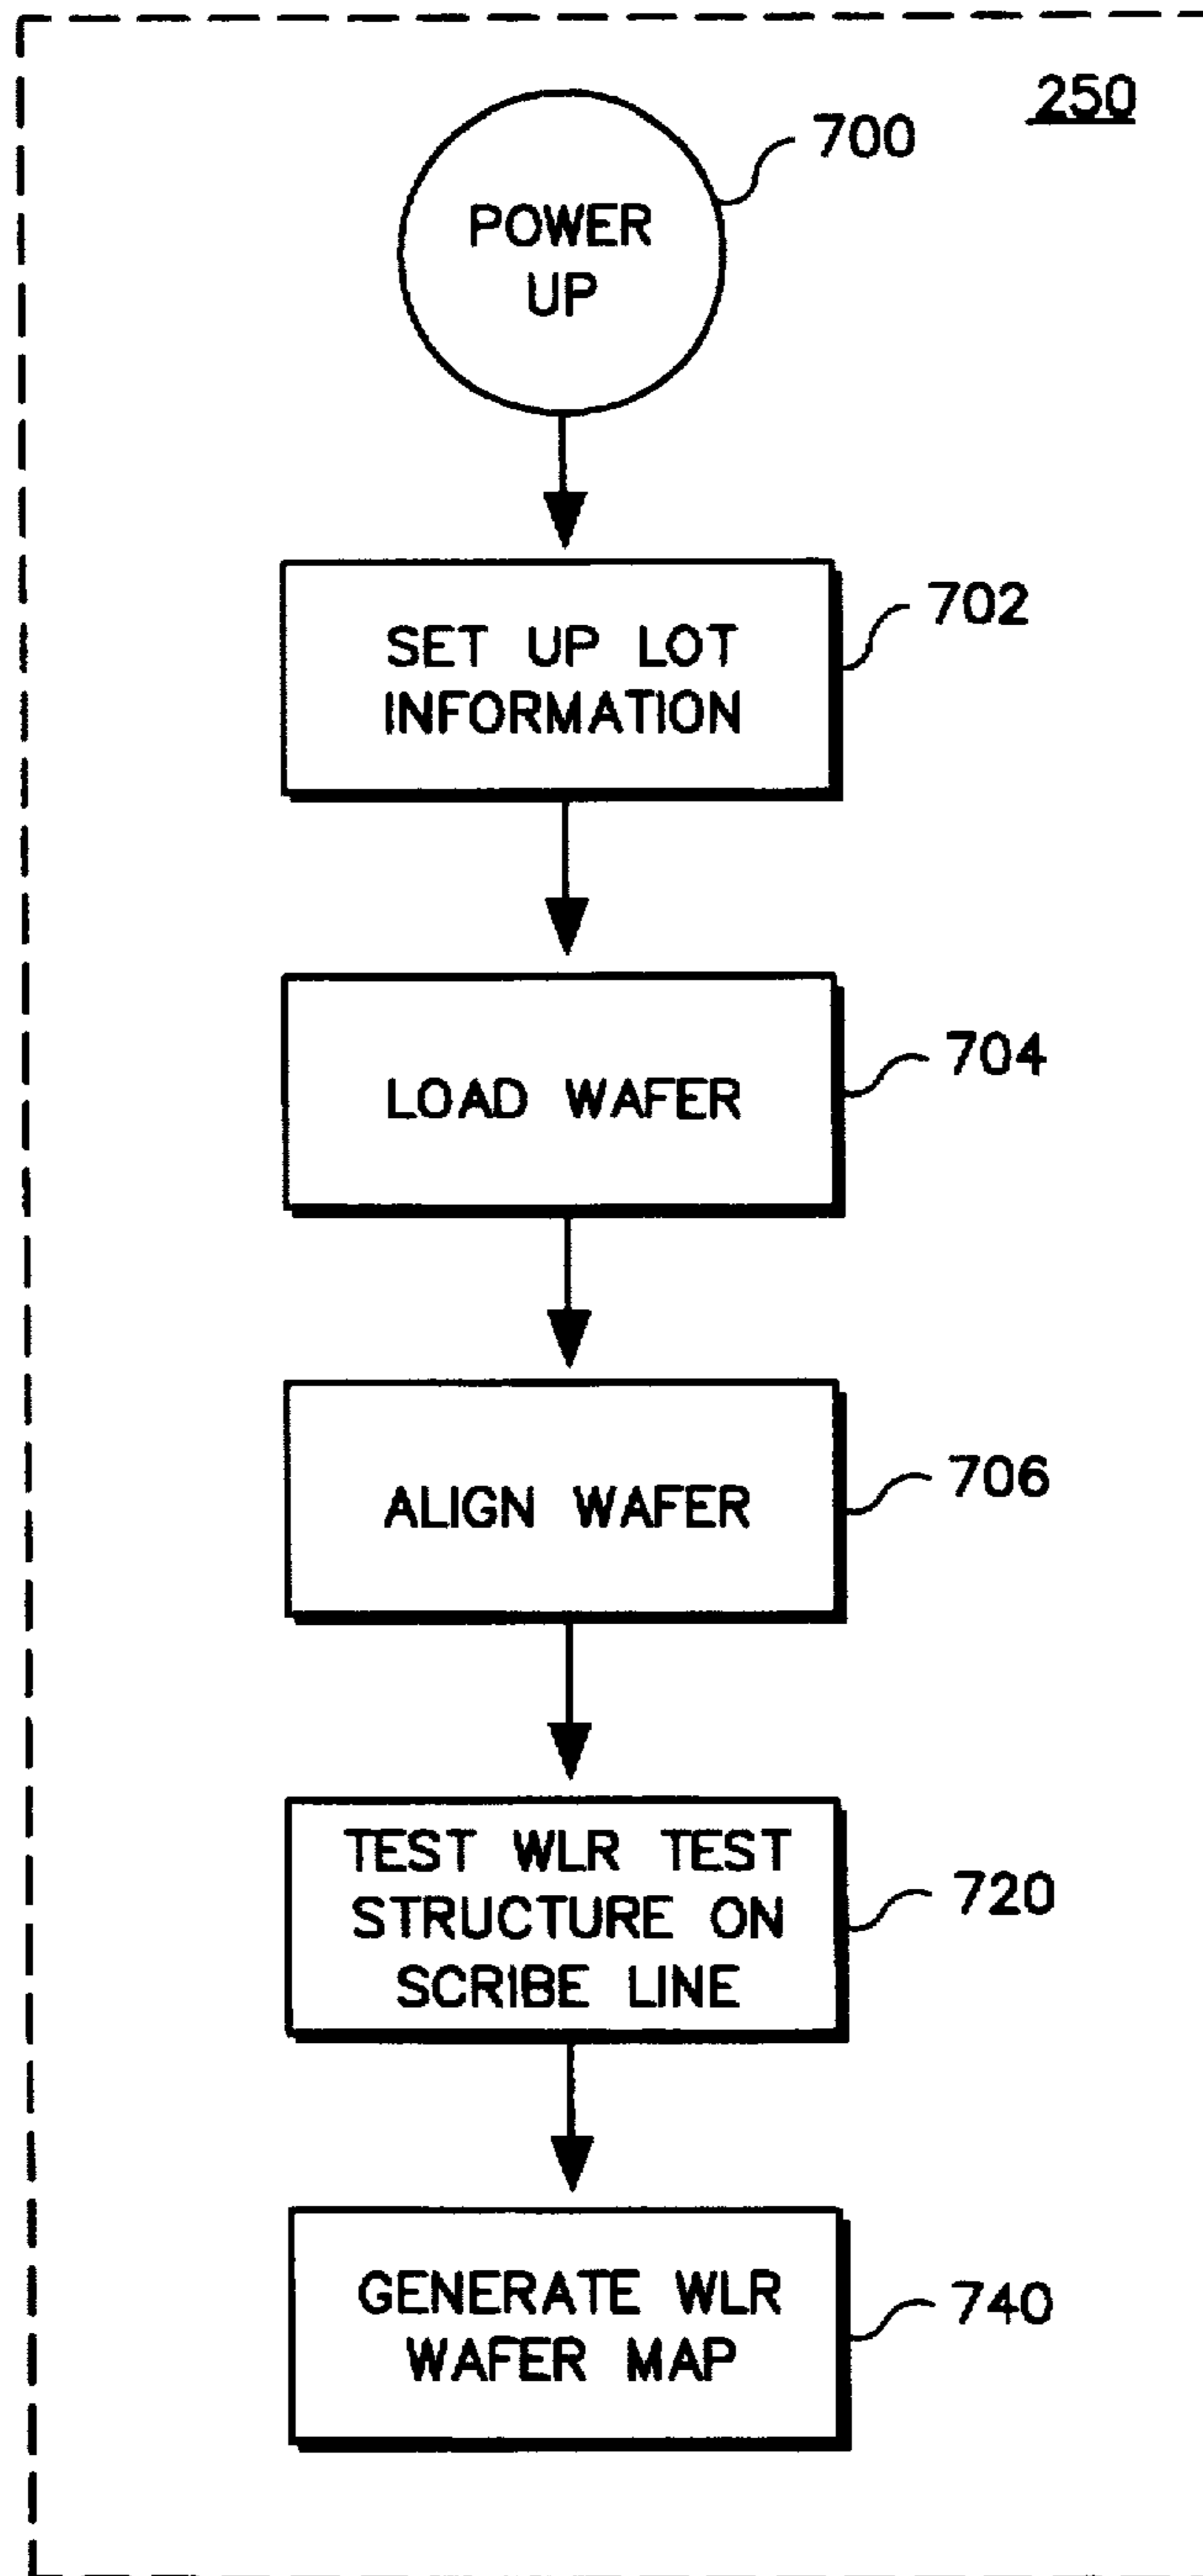 250
700
POWER
UP
702
SET UP LOT
INFORMATION
704
LOAD WAFER
706
ALIGN WAFER
720
TEST WLR TEST
STRUCTURE ON
SCRIBE LINE
740
GENERATE WLR
WAFER MAP